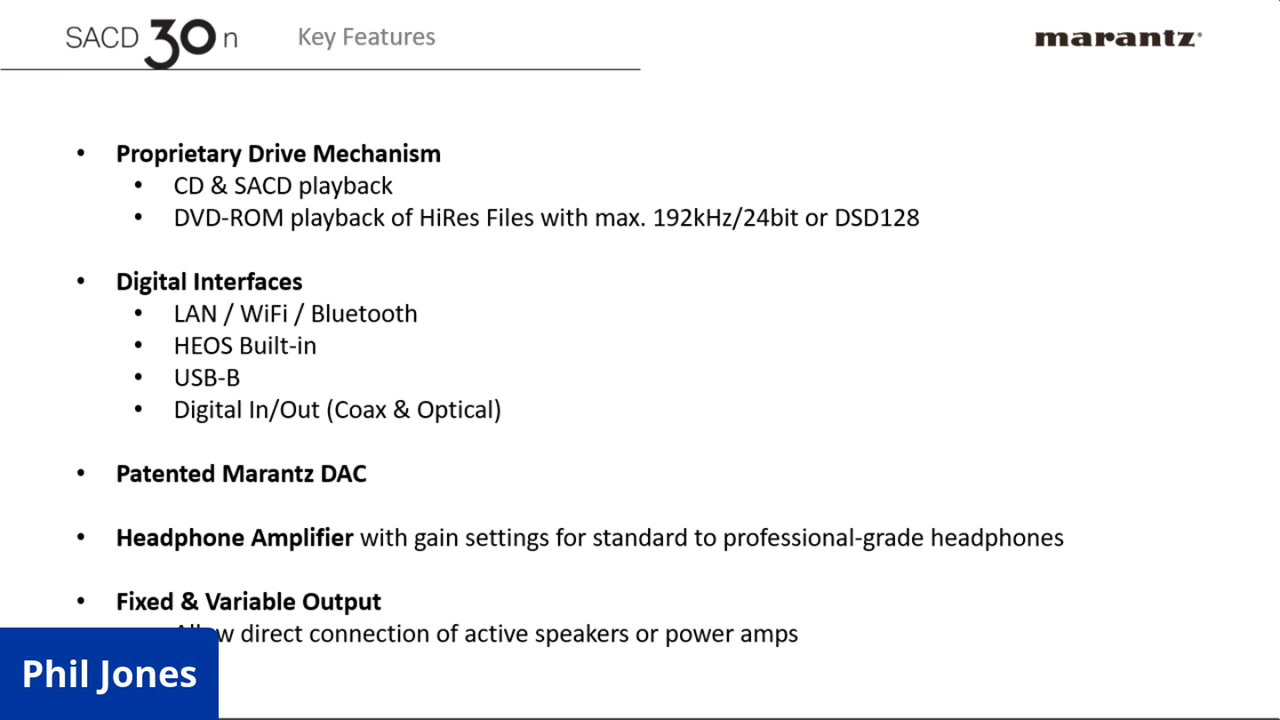 SACD 30 n Key Features
marantz
• Proprietary Drive Mechanism
• CD & SACD playback
• DVD-ROM playback of HiRes Files with max. 192kHz/24bit or DSD128
• Digital Interfaces
• LAN / WiFi / Bluetooth
• HEOS Built-in
• USB-B
• Digital In/Out (Coax & Optical)
• Patented Marantz DAC
• Headphone Amplifier with gain settings for standard to professional-grade headphones
• Fixed & Variable Output
direct connection of active speakers or power amps
Phil Jones